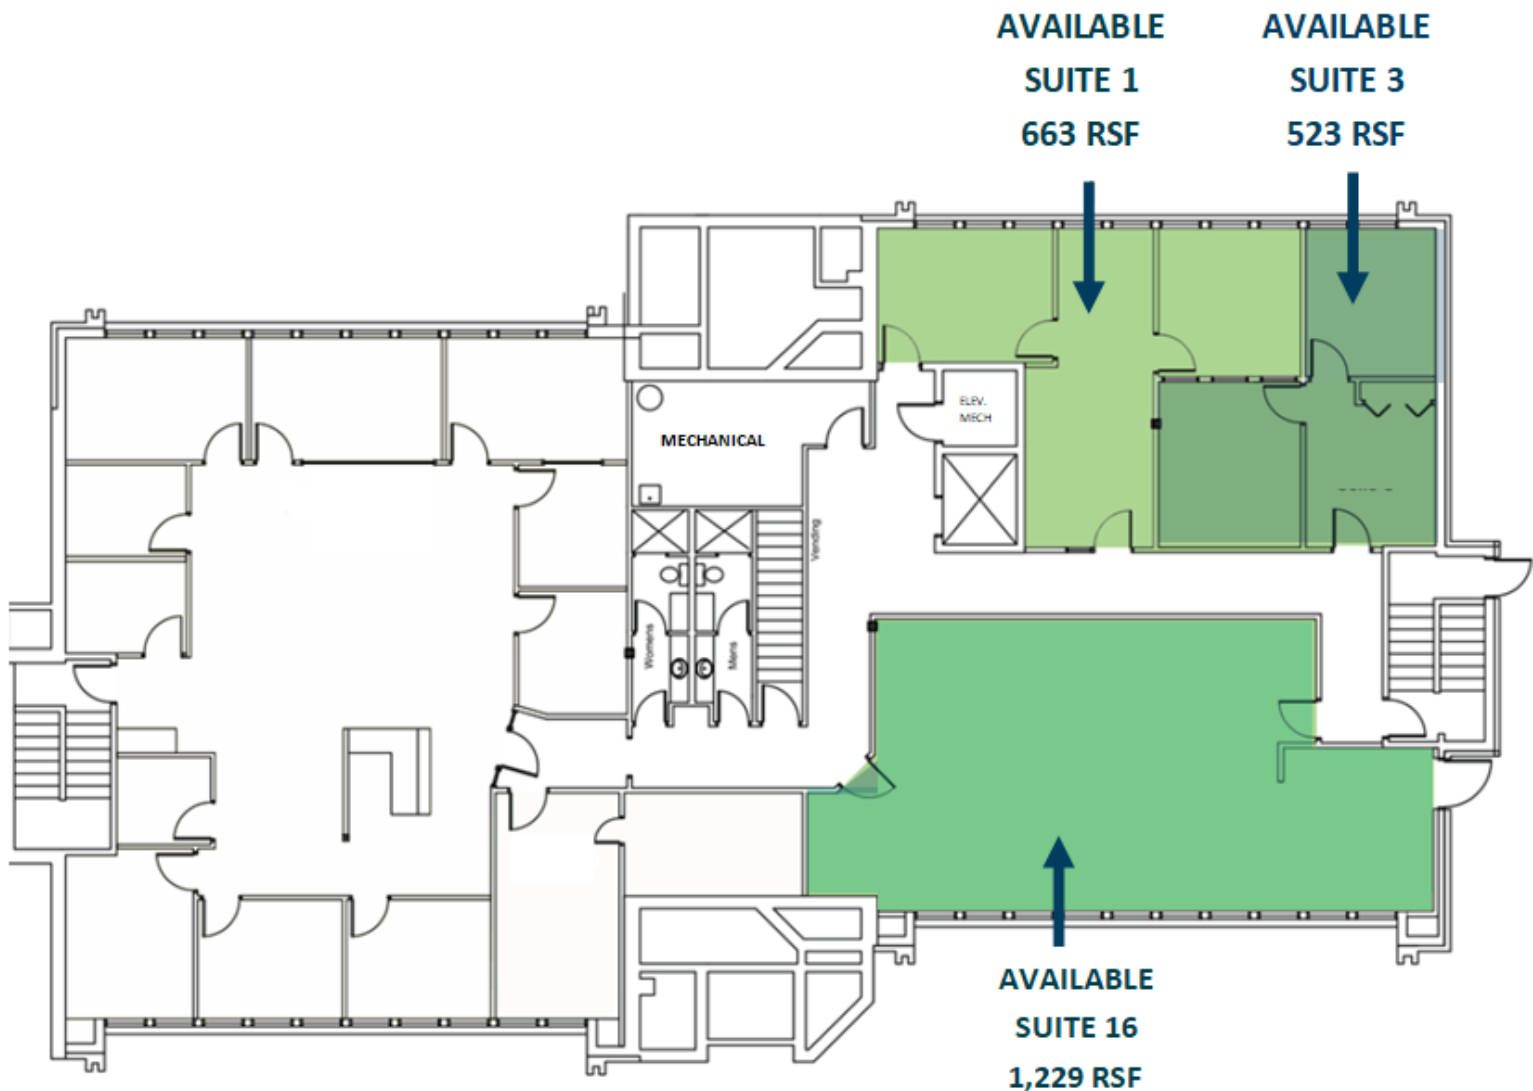 AVAILABLE
SUITE 1
663 RSF
AVAILABLE
SUITE 3
523 RSF
ELEV.
MECH
MECHANICAL
Vending
Womens
Mens
AVAILABLE
SUITE 16
1,229 RSF